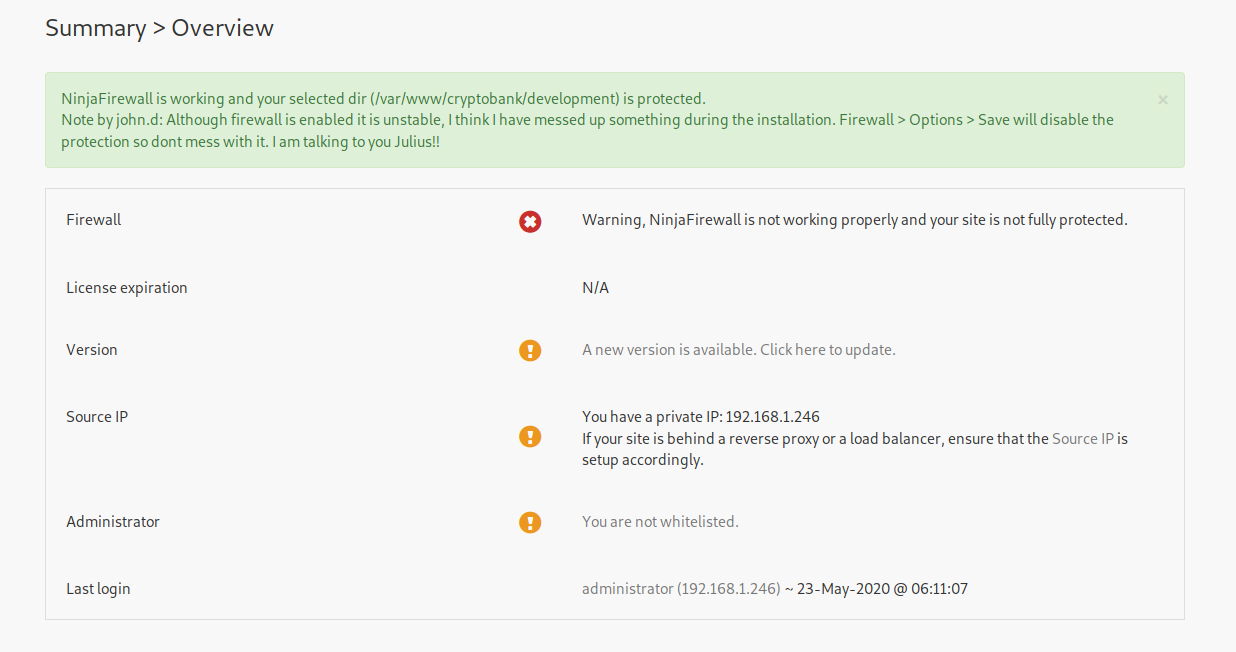 Summary > Overview
NinjaFirewall is working and your selected dir (/var/www/cryptobank/development) is protected.
×
Note by john.d: Although firewall is enabled it is unstable, I think I have messed up something during the installation. Firewall > Options > Save will disable the
protection so dont mess with it. I am talking to you Julius!!
Firewall
Warning, NinjaFirewall is not working properly and your site is not fully protected.
License expiration
N/A
Version
A new version is available. Click here to update.
Source IP
You have a private IP: 192.168.1.246
If your site is behind a reverse proxy or a load balancer, ensure that the Source IP is
setup accordingly.
Administrator
You are not whitelisted.
Last login
administrator (192.168.1.246) ~ 23-May-2020 @ 06:11:07